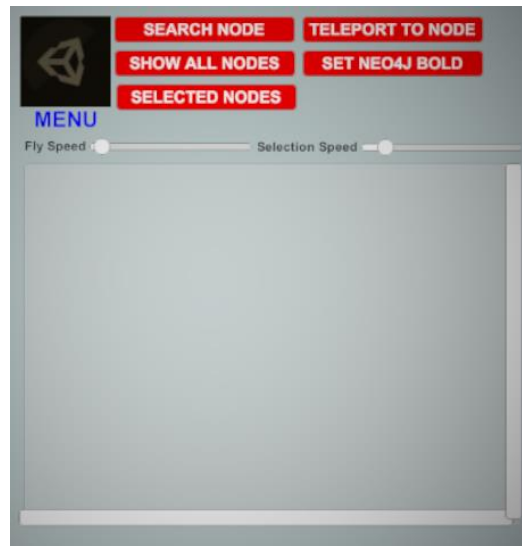 SEARCH NODE TELEPORT TO NODE
SHOW ALL NODES SET NEO4J BOLD
SELECTED NODES
MENU
Fly Speed Selection Speed